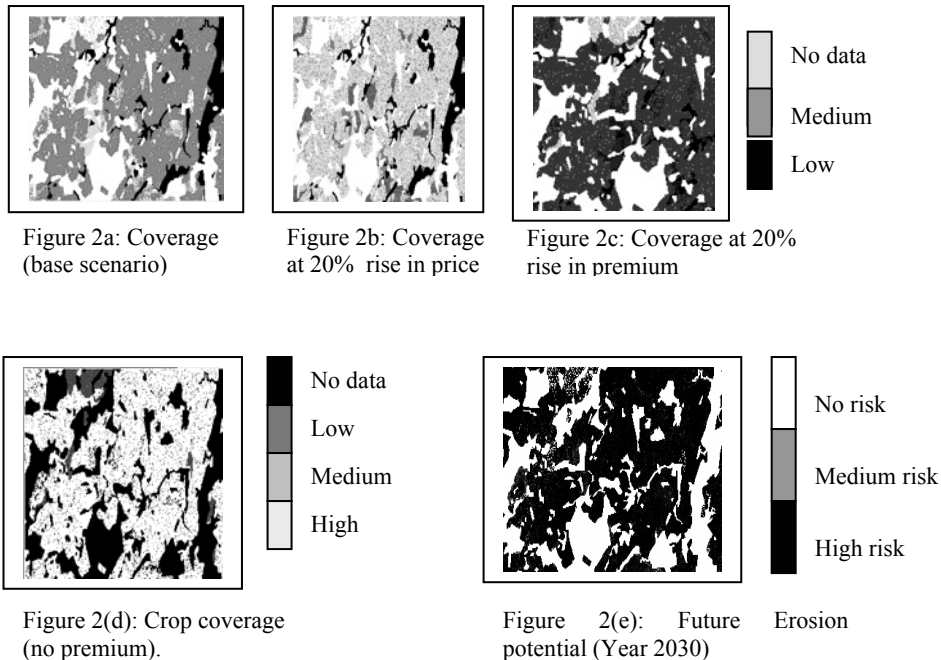 No data
Medium
Low
Figure 2a: Coverage
(base scenario)
Figure 2b: Coverage
at 20% rise in price
Figure 2c: Coverage at 20%
rise in premium
No data
Low
Medium
High
No risk
Medium risk
High risk
Figure 2(d): Crop coverage
(no premium).
Figure 2(e): Future Erosion
potential (Year 2030)